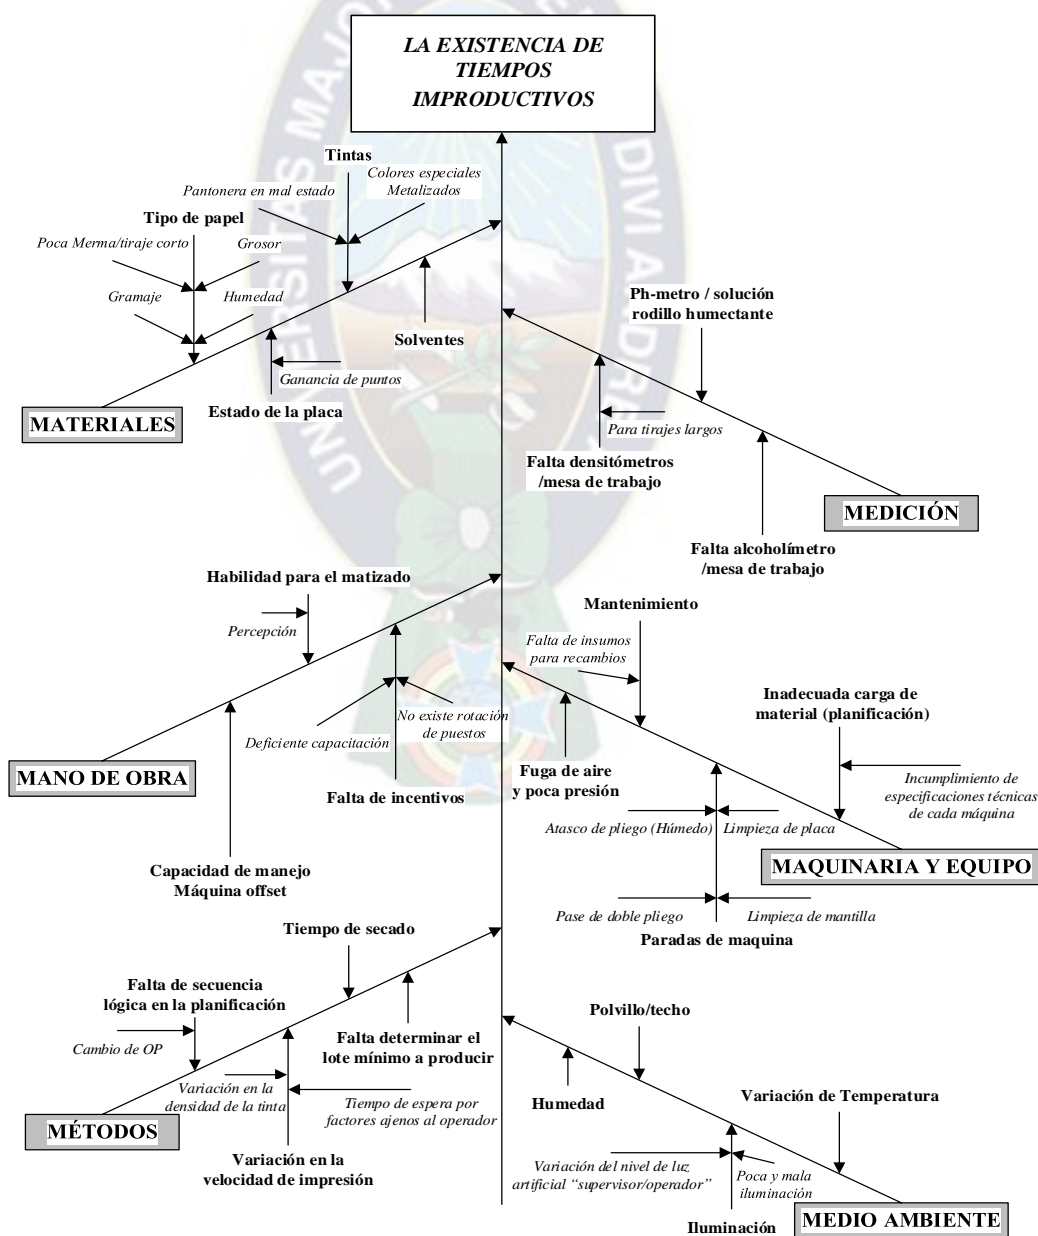 LA EXISTENCIA DE
TIEMPOS
IMPRODUCTIVOS
UNIVERSITAS MAJOR
DIVI ANDRE
Tintas
Pantonera en mal estado
Colores especiales
Metalizados
Tipo de papel
Poca Merma/tiraje corto
Grosor
Gramaje
Humedad
Solventes
Ganancia de puntos
Estado de la placa
MATERIALES
Ph-metro / solución
rodillo humectante
Para tirajes largos
Falta densitómetros
/mesa de trabajo
MEDICIÓN
Falta alcoholímetro
/mesa de trabajo
Habilidad para el matizado
Percepción
No existe rotación
de puestos
Deficiente capacitación
MANO DE OBRA
Falta de incentivos
Capacidad de manejo
Máquina offset
Mantenimiento
Falta de insumos
para recambios
Inadecuada carga de
material (planificación)
Fuga de aire
y poca presión
Incumplimiento de
especificaciones técnicas
de cada máquina
Atasco de pliego (Húmedo)
Limpieza de placa
MAQUINARIA Y EQUIPO
Pase de doble pliego
Limpieza de mantilla
Paradas de maquina
Tiempo de secado
Falta de secuencia
lógica en la planificación
Cambio de OP
Falta determinar el
lote mínimo a producir
Variación en la
densidad de la tinta
Tiempo de espera por
factores ajenos al operador
MÉTODOS
Variación en la
velocidad de impresión
Polvillo/techo
Humedad
Variación de Temperatura
Variación del nivel de luz
artificial “supervisor/operador”
Poca y mala
iluminación
Iluminación
MEDIO AMBIENTE